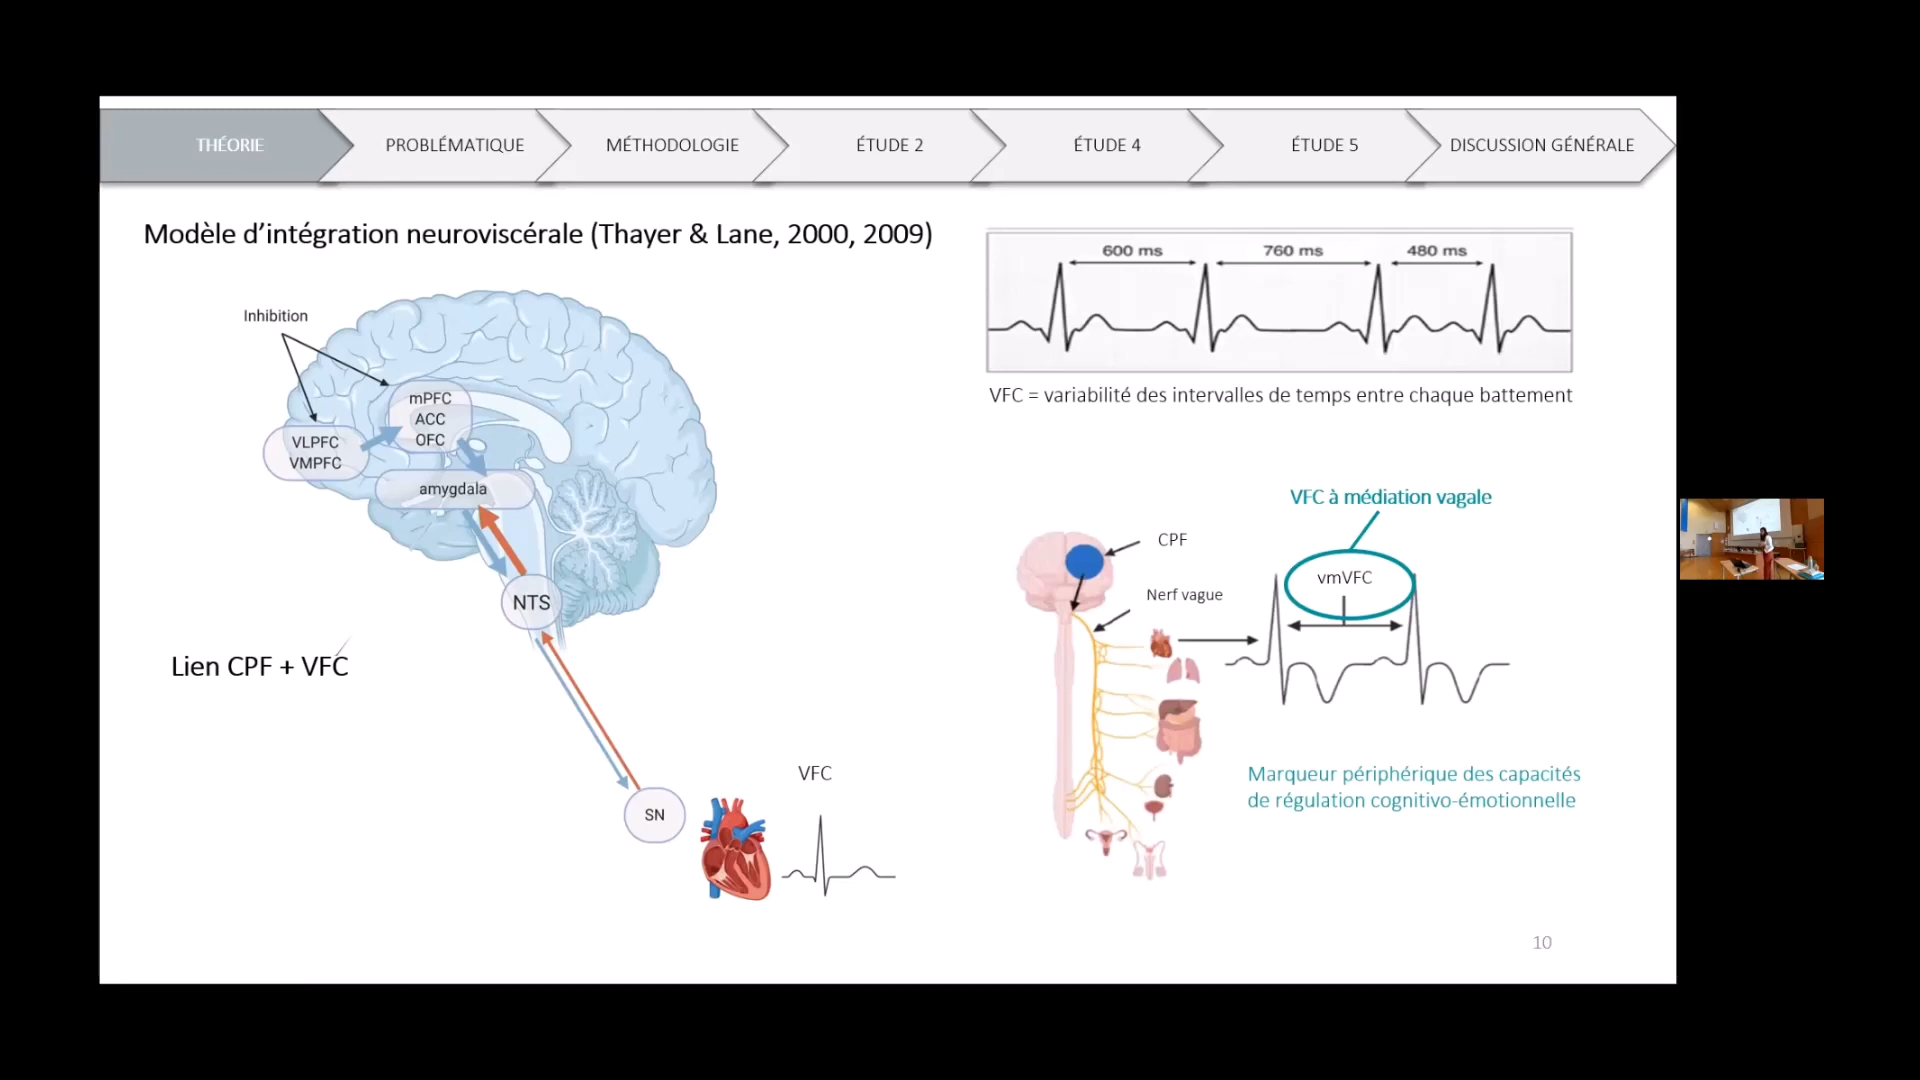 THÉORIE
PROBLÉMATIQUE
MÉTHODOLOGIE
ÉTUDE 2
ÉTUDE 4
ÉTUDE 5
DISCUSSION GÉNÉRALE
Modèle d’intégration neuroviscérale (Thayer & Lane, 2000, 2009)
Inhibition
mPFC
ACC
OFC
VLPFC
VMPFC
amygdala
NTS
Lien CPF + VFC
SN
VFC
600 ms
760 ms
480 ms
VFC = variabilité des intervalles de temps entre chaque battement
VFC à médiation vagale
CPF
vmVFC
Nerf vague
Marqueur périphérique des capacités
de régulation cognitivo-émotionnelle
10